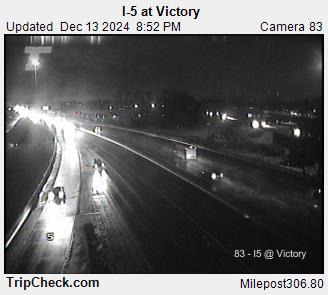 I-5 at Victory
Updated Dec 13 2024 8:52 PM Camera 83
S
83 - I5 @ Victory
TripCheck.com Milepost306.80